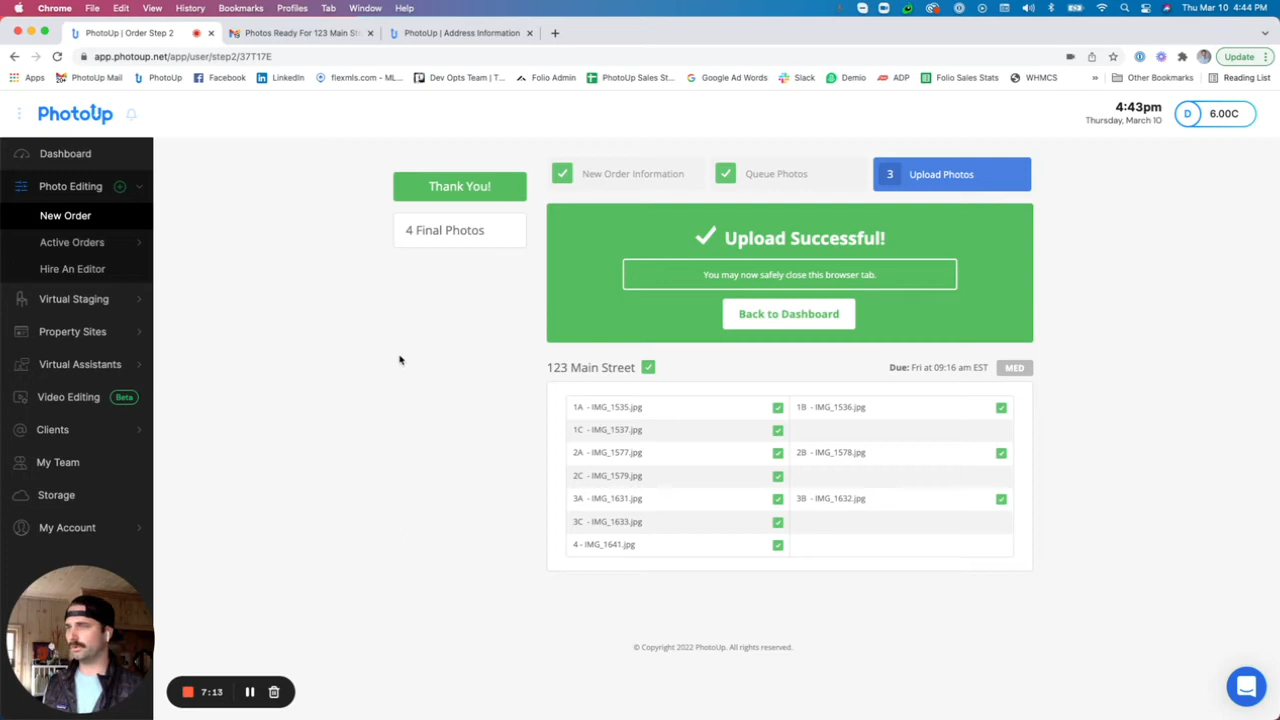 Chrome File Edit View History Bookmarks Profiles Tab Window Help
Thu Mar 10 4:44 PM
PhotoUp | Order Step 2
Photos Ready For 123 Main St
PhotoUp | Address Information
app.photoup.net/app/user/step2/37T17E
Update
Apps PhotoUp Mail PhotoUp Facebook LinkedIn flexmls.com - ML... Dev Opts Team | T... Folio Admin PhotoUp Sales St... Google Ad Words Slack Demio ADP Folio Sales Stats WHMCS » Other Bookmarks Reading List
PhotoUp
4:43pm
Thursday, March 10
D 6.00C
Dashboard
Photo Editing
New Order
Active Orders
Hire An Editor
Virtual Staging
Property Sites
Virtual Assistants
Video Editing Beta
Clients
My Team
Storage
My Account
Thank You!
4 Final Photos
New Order Information
Queue Photos
3 Upload Photos
Upload Successful!
You may now safely close this browser tab.
Back to Dashboard
123 Main Street
Due: Fri at 09:16 am EST MED
1A - IMG_1535.jpg 1B - IMG_1536.jpg
1C - IMG_1537.jpg
2A - IMG_1577.jpg 2B - IMG_1578.jpg
2C - IMG_1579.jpg
3A - IMG_1631.jpg 3B - IMG_1632.jpg
3C - IMG_1633.jpg
4 - IMG_1641.jpg
© Copyright 2022 PhotoUp. All rights reserved.
7:13